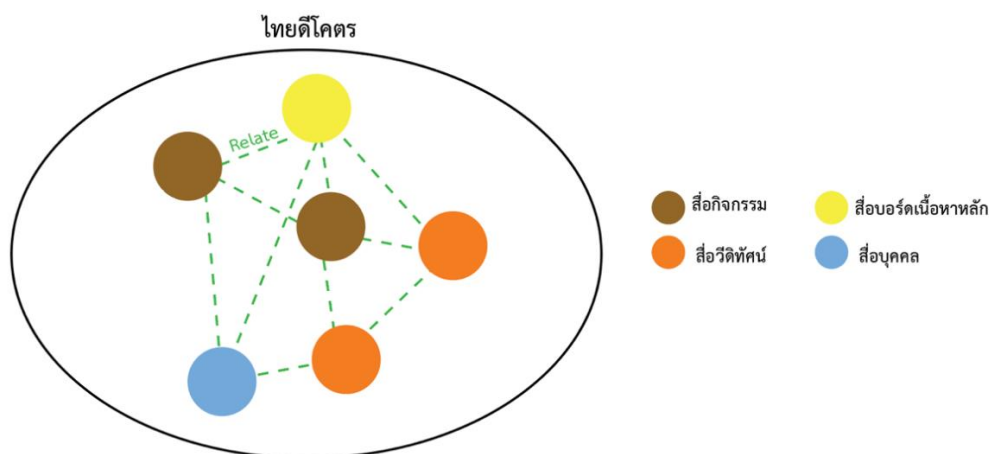 ไทยดีโคตร
Relate
สื่อกิจกรรม
สื่อบอร์ดเนื้อหาหลัก
สื่อวีดิทัศน์
สื่อบุคคล